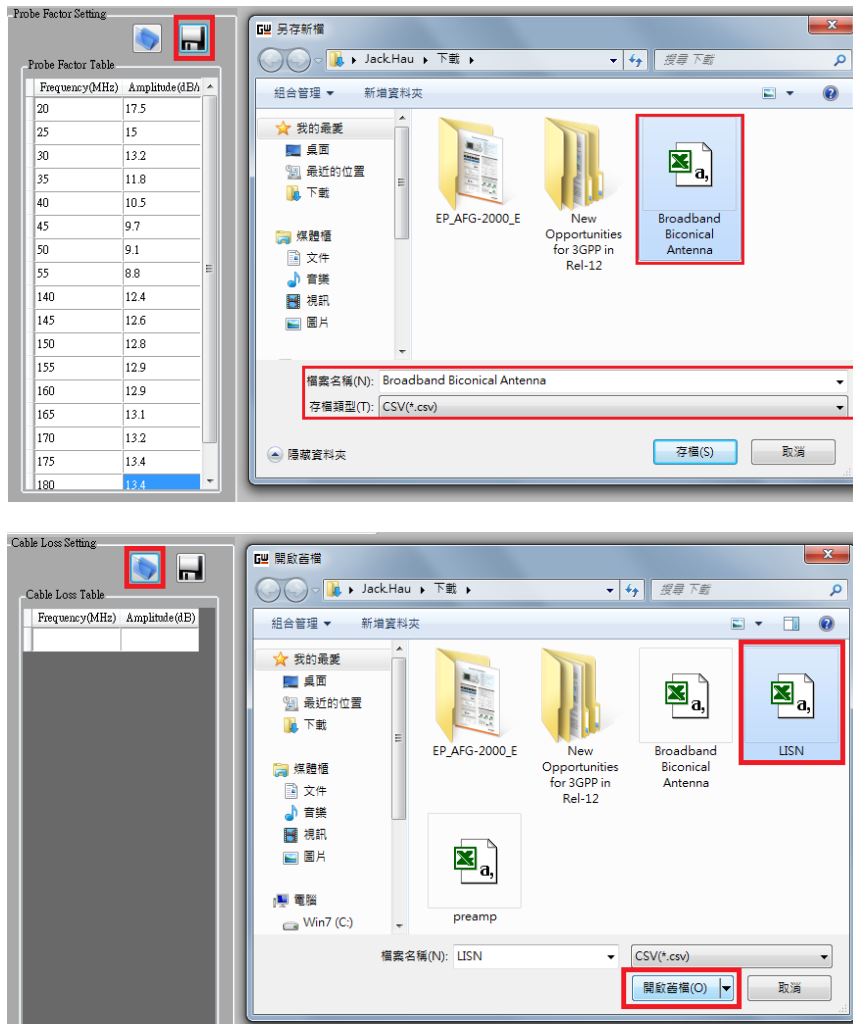 Probe Factor Setting
Probe Factor Table
Frequency(MHz) Amplitude(dB/
20 17.5
25 15
30 13.2
35 11.8
40 10.5
45 9.7
50 9.1
55 8.8
140 12.4
145 12.6
150 12.8
155 12.9
160 12.9
165 13.1
170 13.2
175 13.4
180 13.4
GW 另存新檔
Jack.Hau 下載
搜尋 下載
組合管理 新增資料夾
我的最愛
桌面
最近的位置
下載
媒體櫃
文件
音樂
視訊
圖片
EP_AFG-2000_E
New
Opportunities
for 3GPP in
Rel-12
Broadband
Biconical
Antenna
檔案名稱(N): Broadband Biconical Antenna
存檔類型(T): CSV(*.csv)
隱藏資料夾
存檔(S) 取消
Cable Loss Setting
Cable Loss Table
Frequency(MHz) Amplitude(dB)
GW 開啟舊檔
Jack.Hau 下載
搜尋 下載
組合管理 新增資料夾
我的最愛
桌面
最近的位置
下載
媒體櫃
文件
音樂
視訊
圖片
電腦
Win7 (C:)
EP_AFG-2000_E
New
Opportunities
for 3GPP in
Rel-12
Broadband
Biconical
Antenna
LISN
preamp
檔案名稱(N): LISN CSV(*.csv)
開啟舊檔(O) 取消